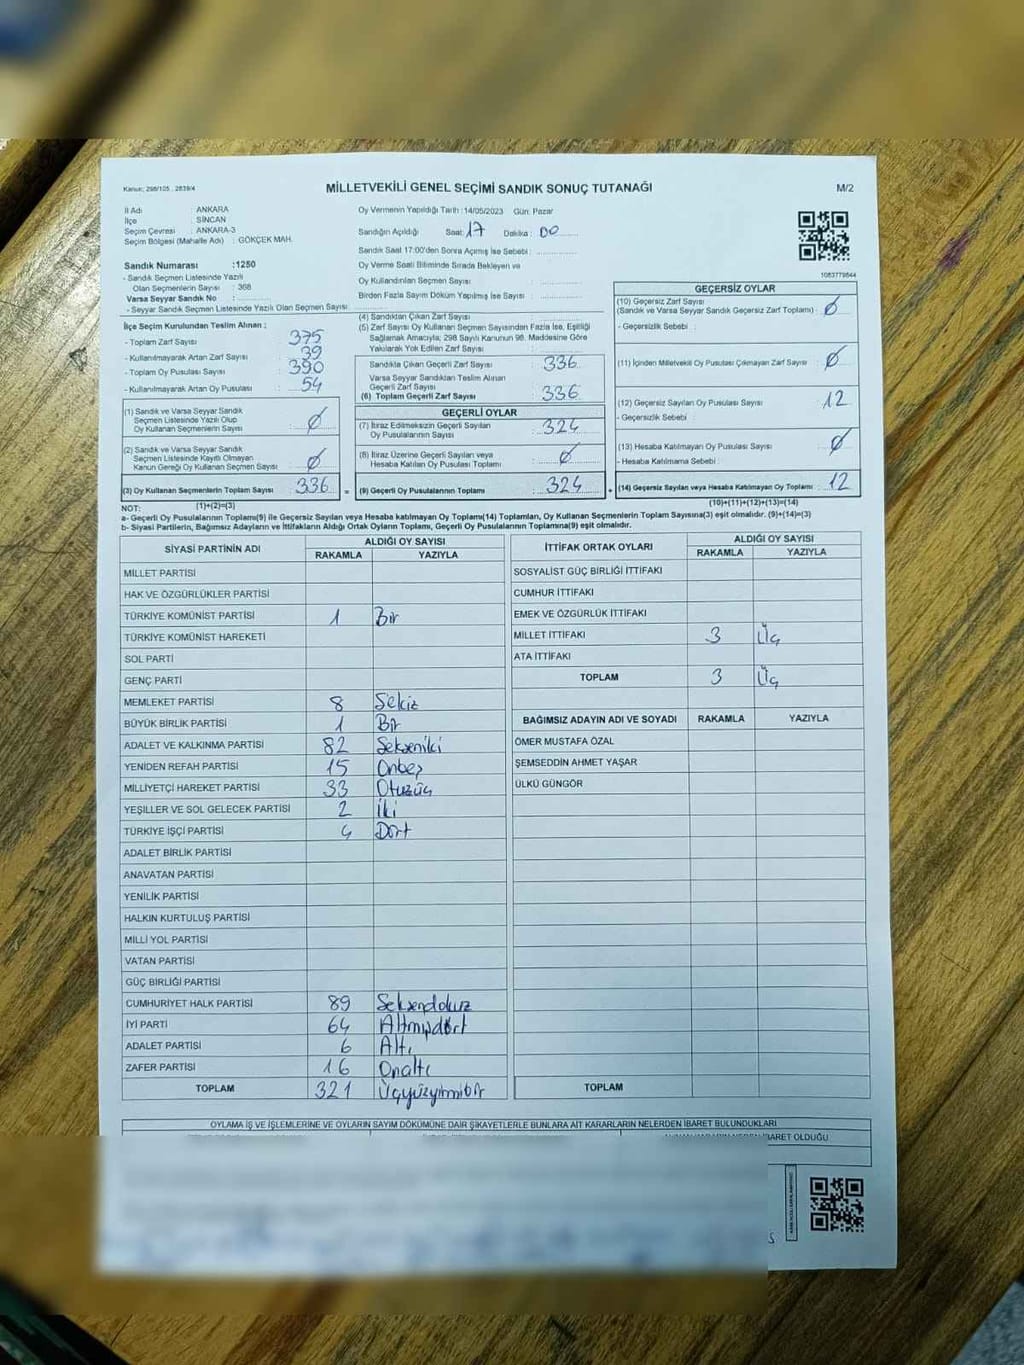 Kanun: 298/105 , 2839/4
MİLLETVEKİLİ GENEL SEÇİMİ SANDIK SONUÇ TUTANAĞI
M/2
İl Adı : ANKARA
İlçe : SİNCAN
Seçim Çevresi : ANKARA-3
Seçim Bölgesi (Mahalle Adı) : GÖKÇEK MAH.
Oy Vermenin Yapıldığı Tarih :14/05/2023 Gün: Pazar
Sandığın Açıldığı Saat: 17 Dakika: 00
Sandık Saat 17:00'den Sonra Açılmış İse Sebebi :
Oy Verme Saati Bitiminde Sırada Bekleyen ve
Oy Kullandırılan Seçmen Sayısı :
Birden Fazla Sayım Döküm Yapılmış İse Sayısı :
1083779844
Sandık Numarası :1250
- Sandık Seçmen Listesinde Yazılı
Olan Seçmenlerin Sayısı : 368
Varsa Seyyar Sandık No :
- Seyyar Sandık Seçmen Listesinde Yazılı Olan Seçmen Sayısı:
İlçe Seçim Kurulundan Teslim Alınan ;
- Toplam Zarf Sayısı : 375
- Kullanılmayarak Artan Zarf Sayısı : 39
- Toplam Oy Pusulası Sayısı : 390
- Kullanılmayarak Artan Oy Pusulası : 54
(1) Sandık ve Varsa Seyyar Sandık
Seçmen Listesinde Yazılı Olup
Oy Kullanan Seçmenlerin Sayısı : Ø
(2) Sandık ve Varsa Seyyar Sandık
Seçmen Listesinde Kayıtlı Olmayan
Kanun Gereği Oy Kullanan Seçmen Sayısı : Ø
(3) Oy Kullanan Seçmenlerin Toplam Sayısı : 336 =
(1)+(2)=(3)
(4) Sandıktan Çıkan Zarf Sayısı :
(5) Zarf Sayısı Oy Kullanan Seçmen Sayısından Fazla İse, Eşitliği
Sağlamak Amacıyla; 298 Sayılı Kanunun 98. Maddesine Göre
Yakılarak Yok Edilen Zarf Sayısı :
Sandıkta Çıkan Geçerli Zarf Sayısı : 336
Varsa Seyyar Sandıktan Teslim Alınan
Geçerli Zarf Sayısı :
(6) Toplam Geçerli Zarf Sayısı : 336
GEÇERLİ OYLAR
(7) İtiraz Edilmeksizin Geçerli Sayılan
Oy Pusulalarının Sayısı : 324
(8) İtiraz Üzerine Geçerli Sayılan veya
Hesaba Katılan Oy Pusulası Toplamı : Ø
(9) Geçerli Oy Pusulalarının Toplamı : 324 +
GEÇERSİZ OYLAR
(10) Geçersiz Zarf Sayısı
(Sandık ve Varsa Seyyar Sandık Geçersiz Zarf Toplamı) : Ø
- Geçersizlik Sebebi :
(11) İçinden Milletvekili Oy Pusulası Çıkmayan Zarf Sayısı : Ø
(12) Geçersiz Sayılan Oy Pusulası Sayısı : 12
- Geçersizlik Sebebi :
(13) Hesaba Katılmayan Oy Pusulası Sayısı : Ø
- Hesaba Katılmama Sebebi :
(14) Geçersiz Sayılan veya Hesaba Katılmayan Oy Toplamı : 12
(10)+(11)+(12)+(13)=(14)
NOT:
a- Geçerli Oy Pusulalarının Toplamı(9) ile Geçersiz Sayılan veya Hesaba katılmayan Oy Toplamı(14) Toplamları, Oy Kullanan Seçmenlerin Toplam Sayısına(3) eşit olmalıdır. (9)+(14)=(3)
b- Siyasi Partilerin, Bağımsız Adayların ve İttifakların Aldığı Ortak Oyların Toplamı, Geçerli Oy Pusulalarının Toplamına(9) eşit olmalıdır.
SİYASİ PARTİNİN ADI ALDIĞI OY SAYISI
RAKAMLA YAZIYLA
MİLLET PARTİSİ
HAK VE ÖZGÜRLÜKLER PARTİSİ
TÜRKİYE KOMÜNİST PARTİSİ 1 Bir
TÜRKİYE KOMÜNİST HAREKETİ
SOL PARTİ
GENÇ PARTİ
MEMLEKET PARTİSİ 8 Sekiz
BÜYÜK BİRLİK PARTİSİ 1 Bir
ADALET VE KALKINMA PARTİSİ 82 Seksenilki
YENİDEN REFAH PARTİSİ 15 Onbeş
MİLLİYETÇİ HAREKET PARTİSİ 33 Otuzüç
YEŞİLLER VE SOL GELECEK PARTİSİ 2 İki
TÜRKİYE İŞÇİ PARTİSİ 4 Dört
ADALET BİRLİK PARTİSİ
ANAVATAN PARTİSİ
YENİLİK PARTİSİ
HALKIN KURTULUŞ PARTİSİ
MİLLİ YOL PARTİSİ
VATAN PARTİSİ
GÜÇ BİRLİĞİ PARTİSİ
CUMHURİYET HALK PARTİSİ 89 Seksendokuz
İYİ PARTİ 64 Altmışdört
ADALET PARTİSİ 6 Altı
ZAFER PARTİSİ 16 Onaltı
TOPLAM 321 Üçyüzyirmibir
İTTİFAK ORTAK OYLARI ALDIĞI OY SAYISI
RAKAMLA YAZIYLA
SOSYALİST GÜÇ BİRLİĞİ İTTİFAKI
CUMHUR İTTİFAKI
EMEK VE ÖZGÜRLÜK İTTİFAKI
MİLLET İTTİFAKI 3 Üç
ATA İTTİFAKI
TOPLAM 3 Üç
BAĞIMSIZ ADAYIN ADI VE SOYADI RAKAMLA YAZIYLA
ÖMER MUSTAFA ÖZAL
ŞEMSEDDİN AHMET YAŞAR
ÜLKÜ GÜNGÖR
TOPLAM
OYLAMA İŞ VE İŞLEMLERİNE VE OYLARIN SAYIM DÖKÜMÜNE DAİR ŞİKAYETLERLE BUNLARA AİT KARARLARIN NELERDEN İBARET BULUNDUKLARI
İBARET OLDUĞU